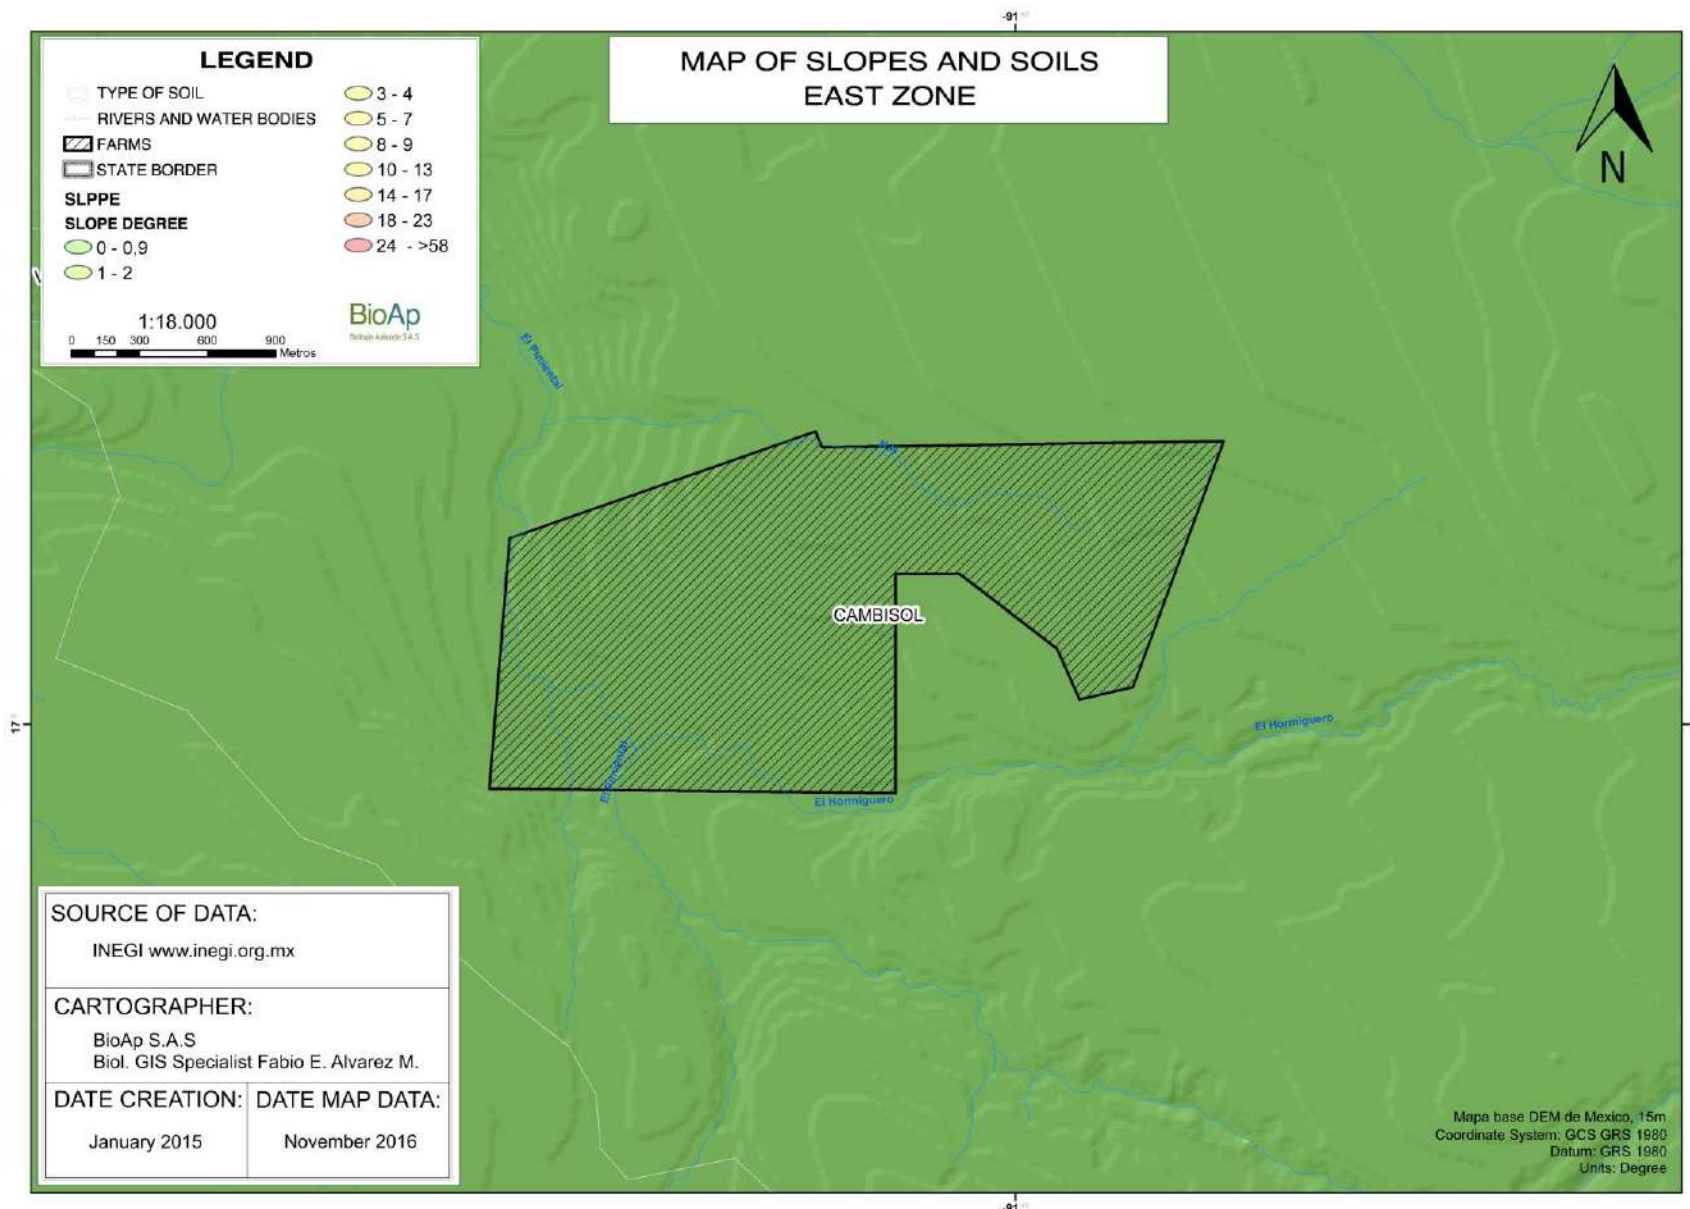 -91
LEGEND
TYPE OF SOIL
RIVERS AND WATER BODIES
FARMS
STATE BORDER
SLPPE
SLOPE DEGREE
0 - 0,9
1 - 2
3 - 4
5 - 7
8 - 9
10 - 13
14 - 17
18 - 23
24 - >58
1:18.000
0 150 300 600 900
Metros
BioAp
MAP OF SLOPES AND SOILS
EAST ZONE
N
El Pimiental
CAMBISOL
17
El Hormiguero
El Pimiental
El Hormiguero
SOURCE OF DATA:
INEGI www.inegi.org.mx
CARTOGRAPHER:
BioAp S.A.S
Biol. GIS Specialist Fabio E. Alvarez M.
DATE CREATION: DATE MAP DATA:
January 2015 November 2016
Mapa base DEM de Mexico, 15m
Coordinate System: GCS GRS 1980
Datum: GRS 1980
Units: Degree
-91